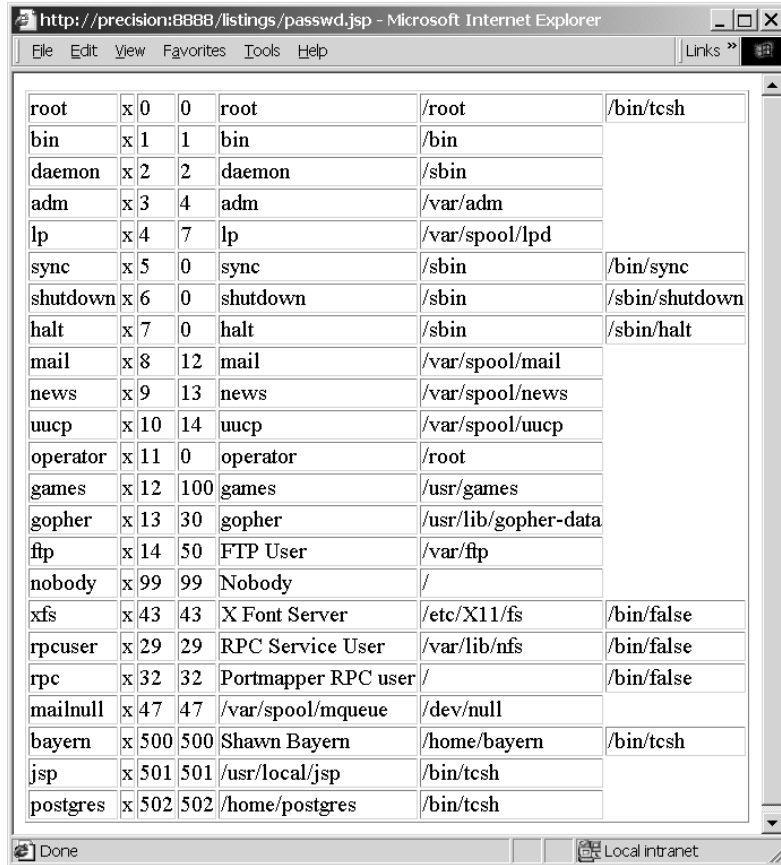 http://precision:8888/listings/passwd.jsp - Microsoft Internet Explorer
File Edit View Favorites Tools Help Links »
root x 0 0 root /root /bin/tcsh
bin x 1 1 bin /bin
daemon x 2 2 daemon /sbin
adm x 3 4 adm /var/adm
lp x 4 7 lp /var/spool/lpd
sync x 5 0 sync /sbin /bin/sync
shutdown x 6 0 shutdown /sbin /sbin/shutdown
halt x 7 0 halt /sbin /sbin/halt
mail x 8 12 mail /var/spool/mail
news x 9 13 news /var/spool/news
uucp x 10 14 uucp /var/spool/uucp
operator x 11 0 operator /root
games x 12 100 games /usr/games
gopher x 13 30 gopher /usr/lib/gopher-data
ftp x 14 50 FTP User /var/ftp
nobody x 99 99 Nobody /
xfs x 43 43 X Font Server /etc/X11/fs /bin/false
rpcuser x 29 29 RPC Service User /var/lib/nfs /bin/false
rpc x 32 32 Portmapper RPC user / /bin/false
mailnull x 47 47 /var/spool/mqueue /dev/null
bayern x 500 500 Shawn Bayern /home/bayern /bin/tcsh
jsp x 501 501 /usr/local/jsp /bin/tcsh
postgres x 502 502 /home/postgres /bin/tcsh
Done Local intranet